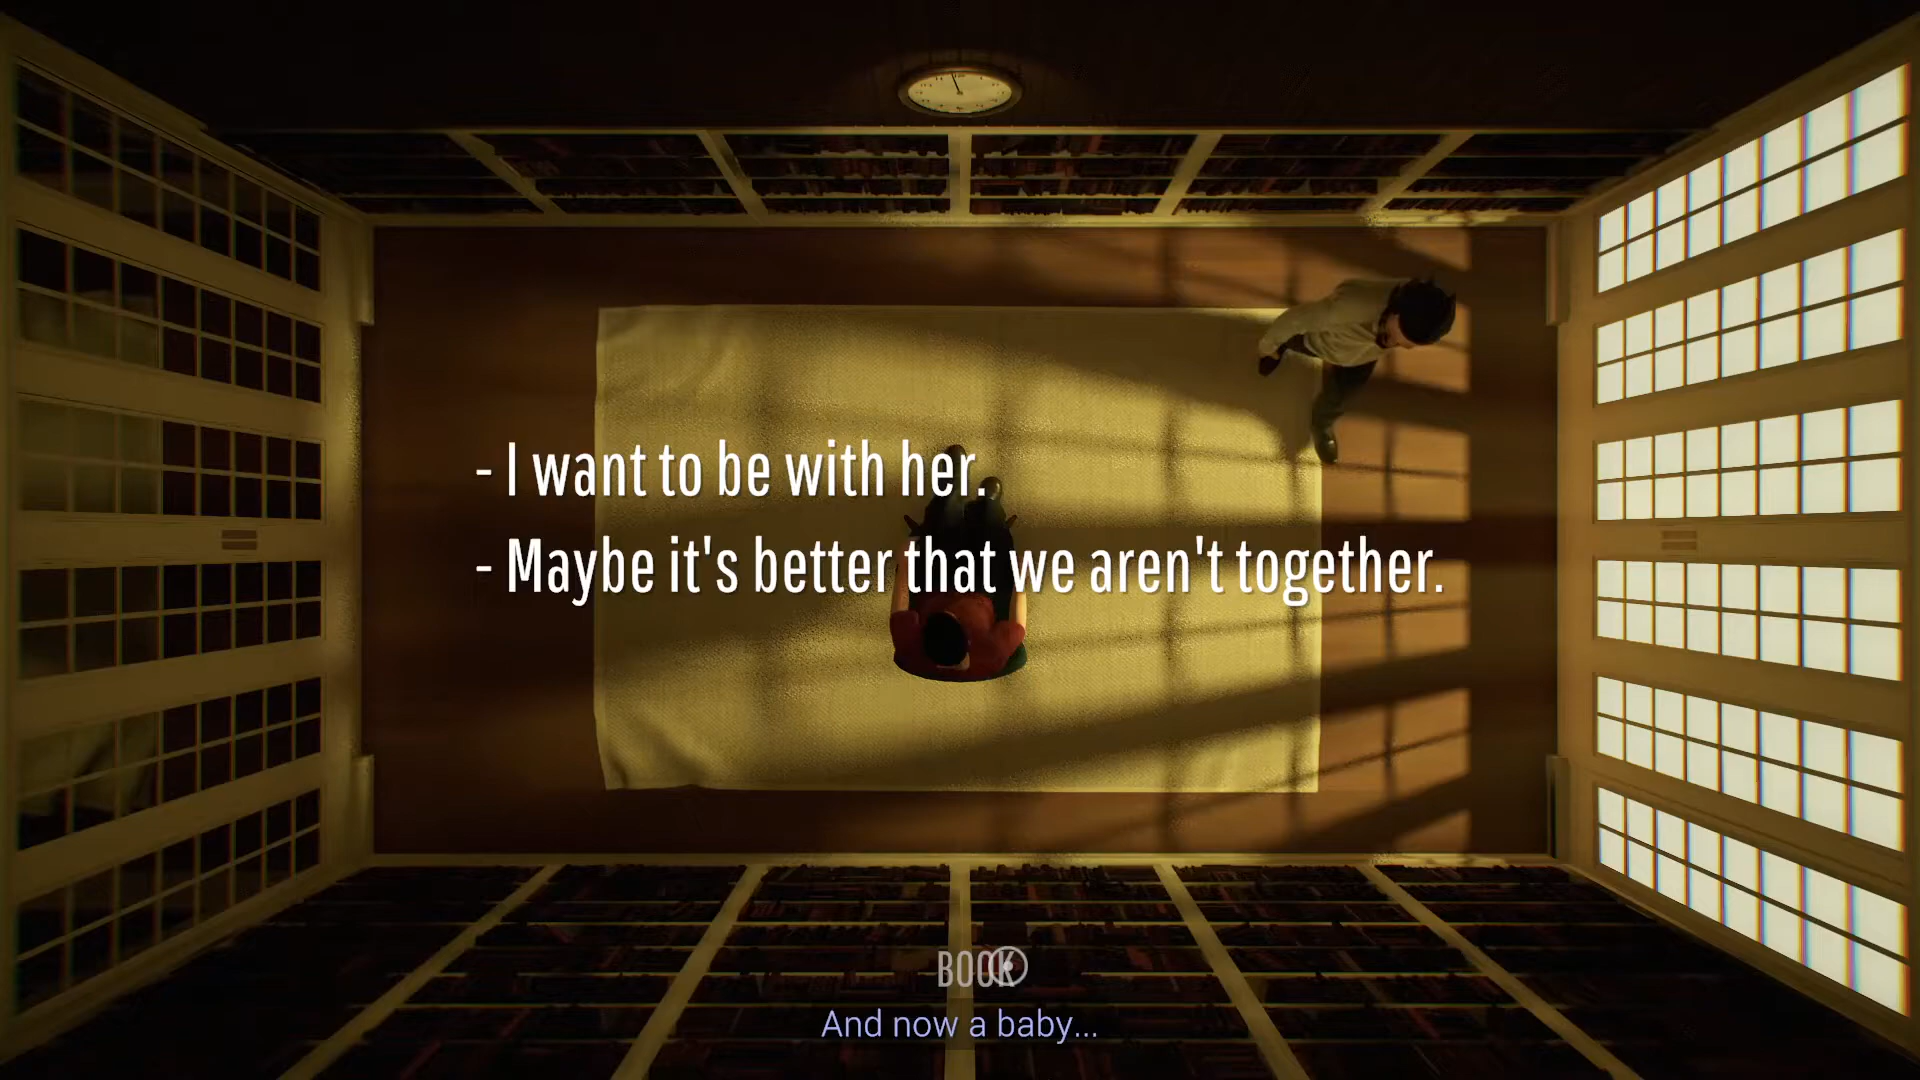 - I want to be with her.
- Maybe it's better that we aren't together.
BOOK
And now a baby...